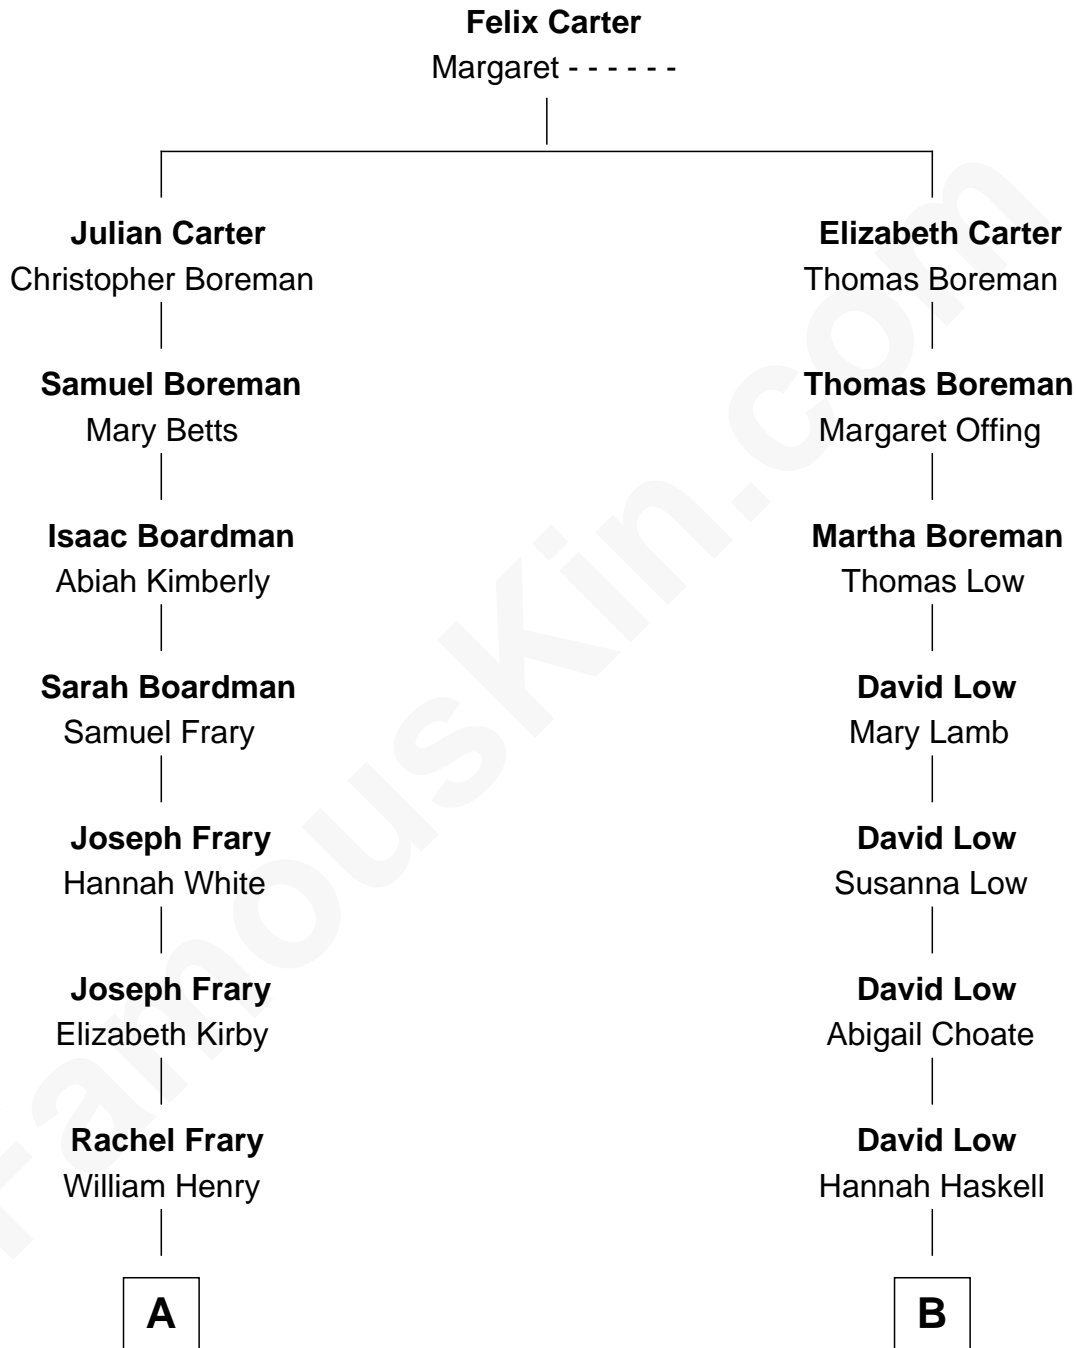 Felix Carter
Margaret - - - - - -
Julian Carter
Christopher Boreman
Elizabeth Carter
Thomas Boreman
Samuel Boreman
Mary Betts
Thomas Boreman
Margaret Offing
Isaac Boardman
Abiah Kimberly
Martha Boreman
Thomas Low
Sarah Boardman
Samuel Frary
David Low
Mary Lamb
Joseph Frary
Hannah White
David Low
Susanna Low
Joseph Frary
Elizabeth Kirby
David Low
Abigail Choate
Rachel Frary
William Henry
David Low
Hannah Haskell
A
B
FamousKin.com